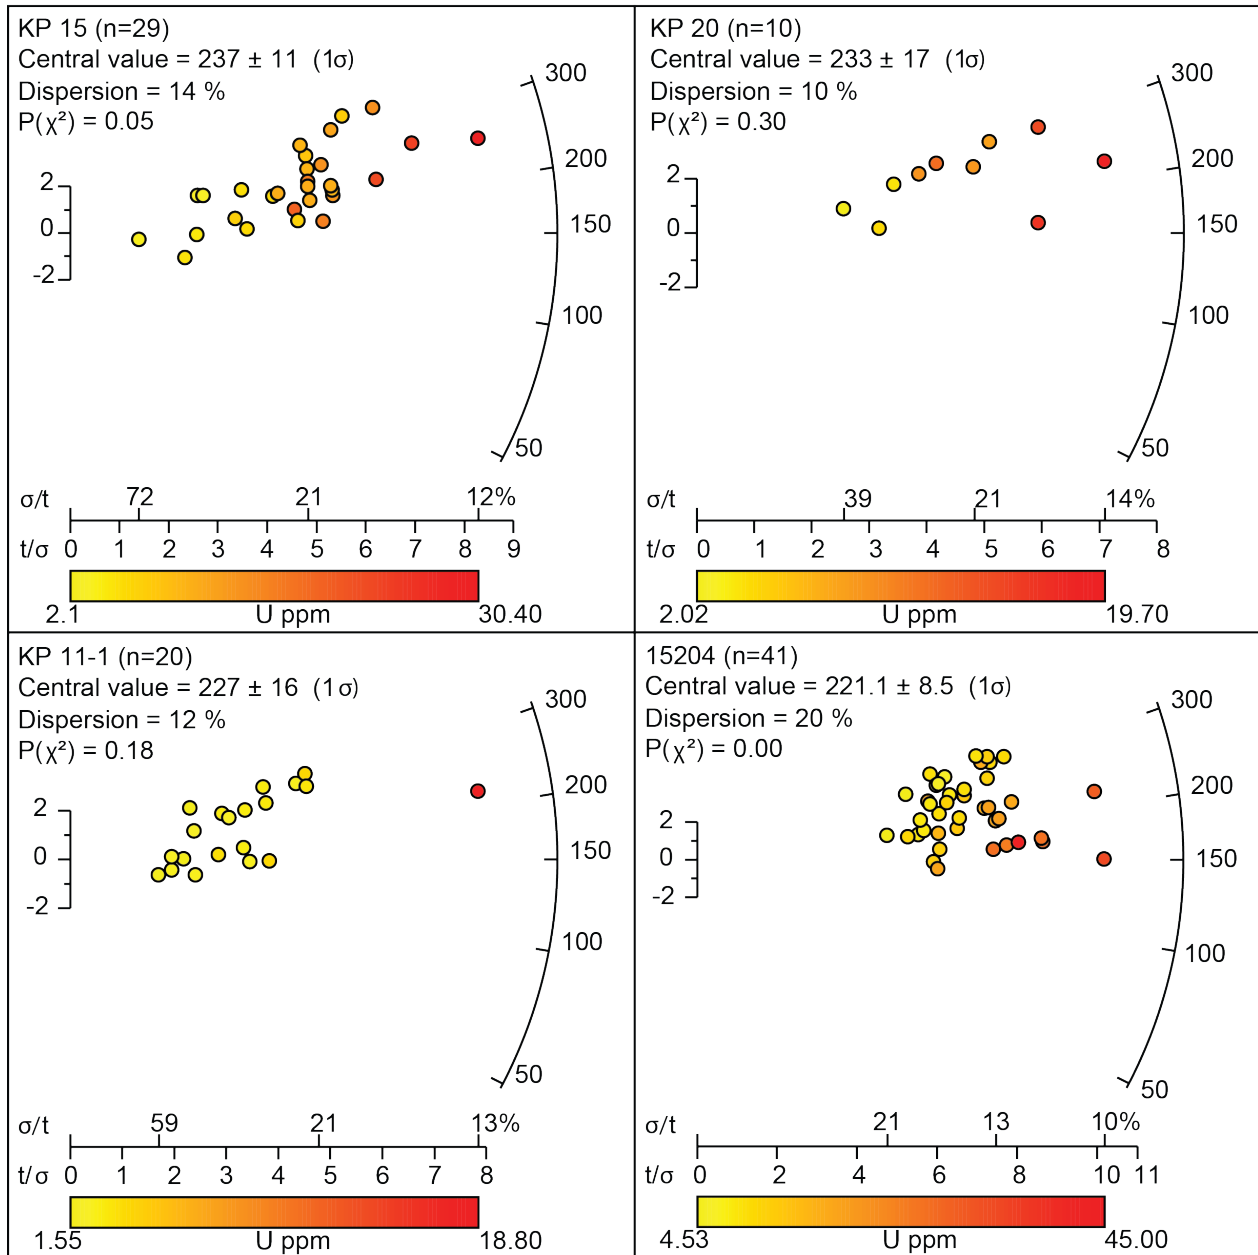 KP 15 (n=29)
Central value = 237 ± 11 (1σ)
Dispersion = 14 %
P(χ²) = 0.05
2
0
-2
300
200
150
100
50
σ/t 72 21 12%
t/σ 0 1 2 3 4 5 6 7 8 9
2.1 U ppm 30.40
KP 20 (n=10)
Central value = 233 ± 17 (1σ)
Dispersion = 10 %
P(χ²) = 0.30
2
0
-2
300
200
150
100
50
σ/t 39 21 14%
t/σ 0 1 2 3 4 5 6 7 8
2.02 U ppm 19.70
KP 11-1 (n=20)
Central value = 227 ± 16 (1σ)
Dispersion = 12 %
P(χ²) = 0.18
2
0
-2
300
200
150
100
50
σ/t 59 21 13%
t/σ 0 1 2 3 4 5 6 7 8
1.55 U ppm 18.80
15204 (n=41)
Central value = 221.1 ± 8.5 (1σ)
Dispersion = 20 %
P(χ²) = 0.00
2
0
-2
300
200
150
100
50
σ/t 21 13 10%
t/σ 0 2 4 6 8 10 11
4.53 U ppm 45.00